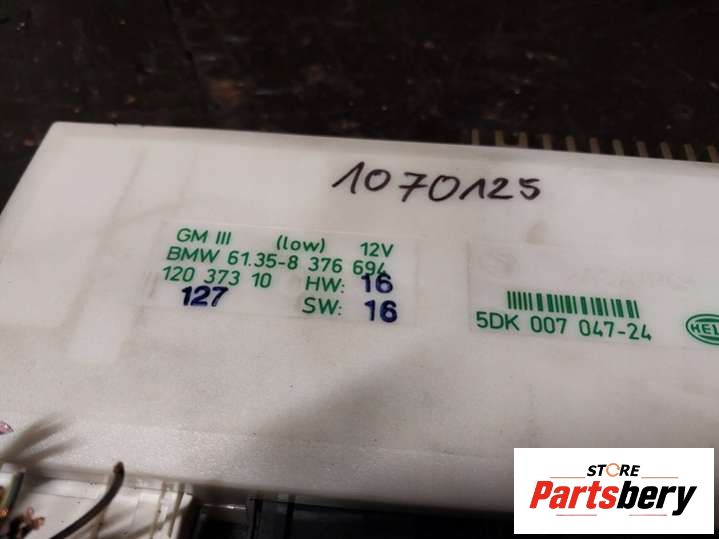 1070125
GM III (low) 12V
BMW 61.35-8 376 694
120 373 10 HW: 16
127 SW: 16
5DK 007 047-24
STORE
Partsbery